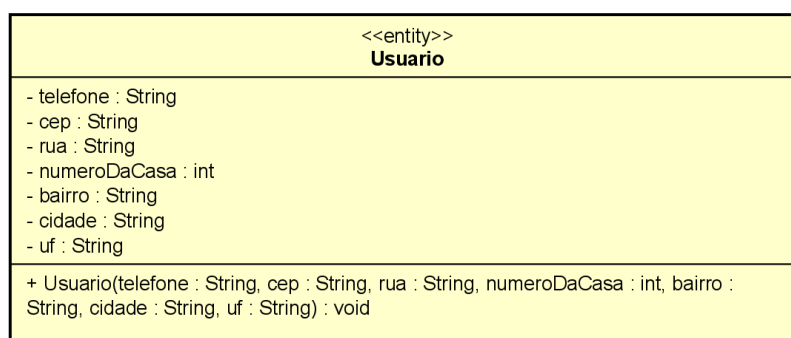 <<entity>>
Usuario
- telefone : String
- cep : String
- rua : String
- numeroDaCasa : int
- bairro : String
- cidade : String
- uf : String
+ Usuario(telefone : String, cep : String, rua : String, numeroDaCasa : int, bairro :
String, cidade : String, uf : String) : void